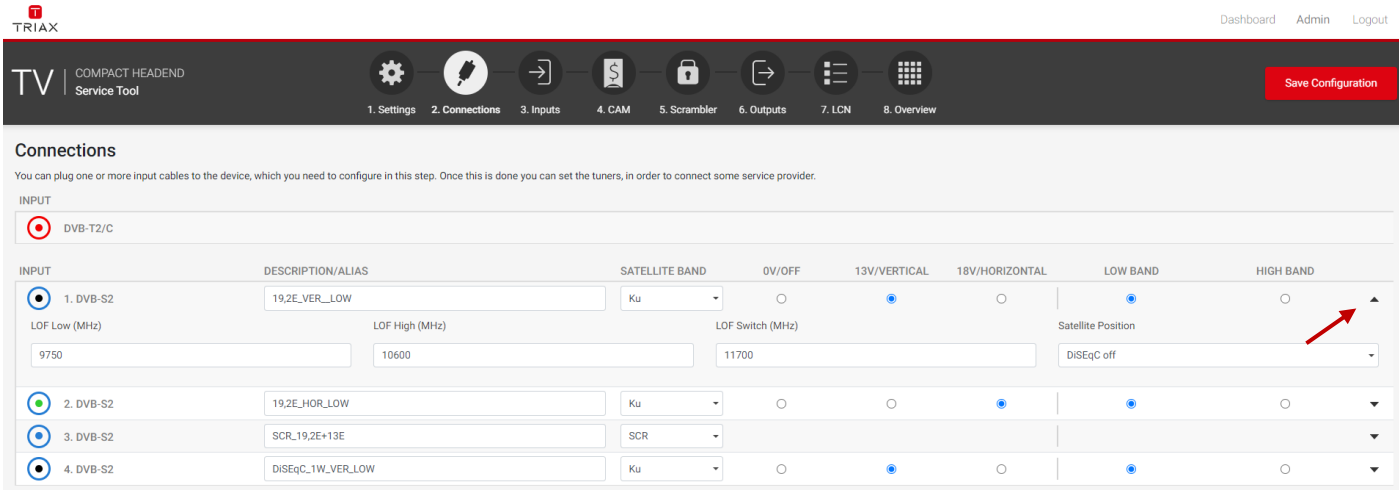 TRIAX
Dashboard Admin Logout
TV COMPACT HEADEND
Service Tool
1. Settings 2. Connections 3. Inputs 4. CAM 5. Scrambler 6. Outputs 7. LCN 8. Overview
Save Configuration
Connections
You can plug one or more input cables to the device, which you need to configure in this step. Once this is done you can set the tuners, in order to connect some service provider.
INPUT
DVB-T2/C
INPUT DESCRIPTION/ALIAS SATELLITE BAND 0V/OFF 13V/VERTICAL 18V/HORIZONTAL LOW BAND HIGH BAND
1. DVB-S2 19,2E_VER__LOW Ku
LOF Low (MHz) LOF High (MHz) LOF Switch (MHz) Satellite Position
9750 10600 11700 DiSEqC off
2. DVB-S2 19,2E_HOR_LOW Ku
3. DVB-S2 SCR_19,2E+13E SCR
4. DVB-S2 DiSEqC_1W_VER_LOW Ku